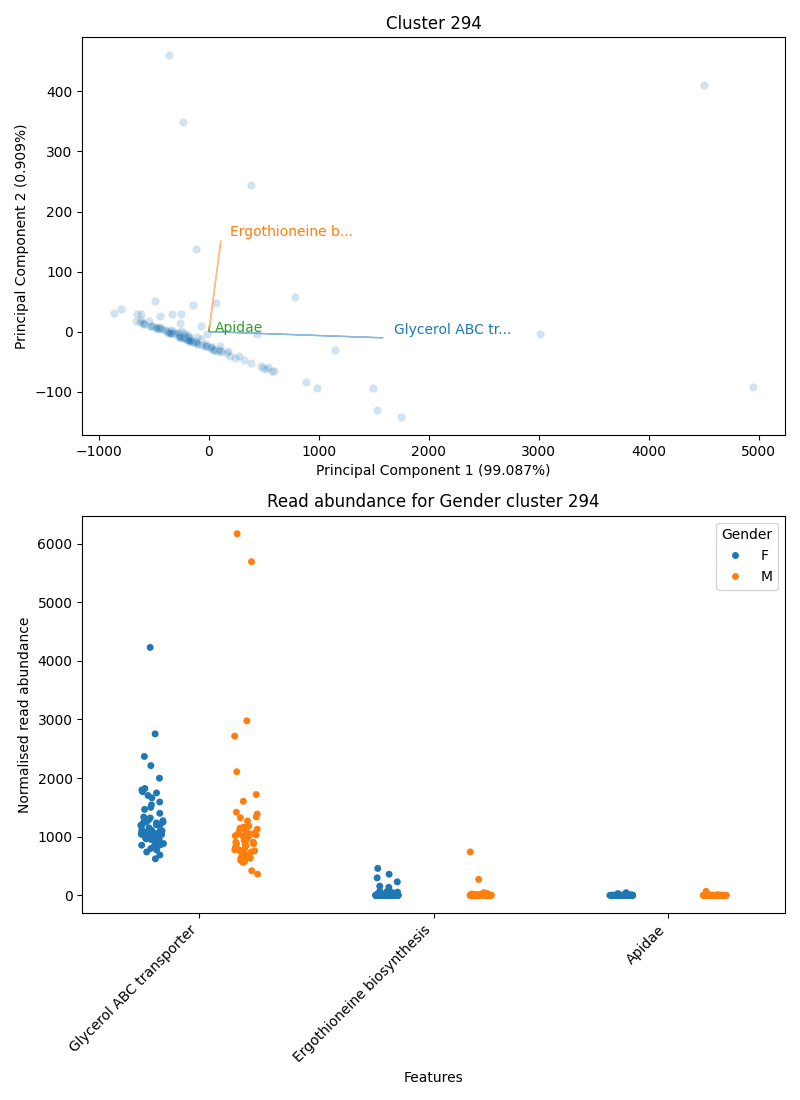 Cluster 294
Principal Component 2 (0.909%)
400
300
200
100
0
−100
Ergothioneine b...
Apidae
Glycerol ABC tr...
−1000
0
1000
2000
3000
4000
5000
Principal Component 1 (99.087%)
Read abundance for Gender cluster 294
Normalised read abundance
6000
5000
4000
3000
2000
1000
0
Gender
F
M
Glycerol ABC transporter
Ergothioneine biosynthesis
Apidae
Features